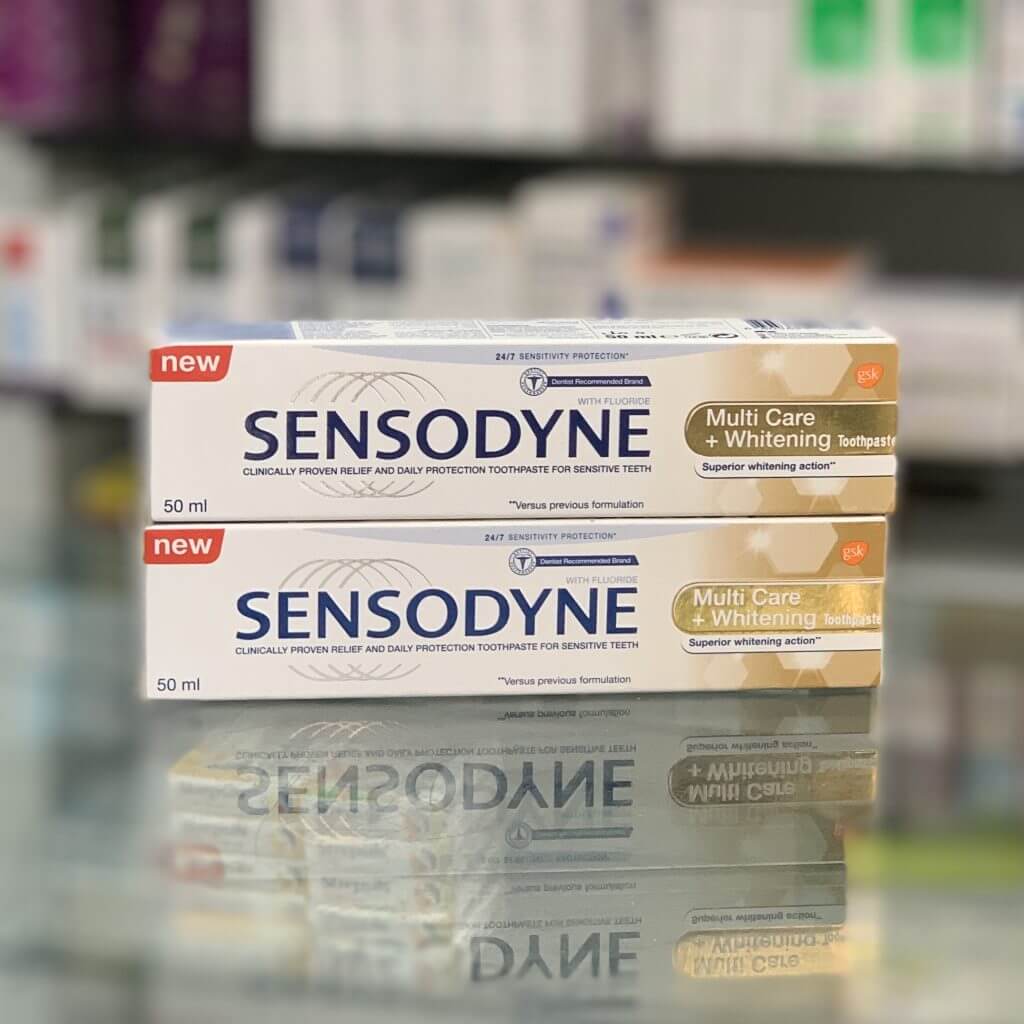 50 ml
new
24/7 SENSITIVITY PROTECTION*
Dentist Recommended Brand
WITH FLUORIDE
SENSODYNE
CLINICALLY PROVEN RELIEF AND DAILY PROTECTION TOOTHPASTE FOR SENSITIVE TEETH
50 ml
**Versus previous formulation
gsk
Multi Care
+ Whitening Toothpaste
Superior whitening action**
new
24/7 SENSITIVITY PROTECTION*
Dentist Recommended Brand
WITH FLUORIDE
SENSODYNE
CLINICALLY PROVEN RELIEF AND DAILY PROTECTION TOOTHPASTE FOR SENSITIVE TEETH
50 ml
**Versus previous formulation
gsk
Multi Care
+ Whitening Toothpaste
Superior whitening action**